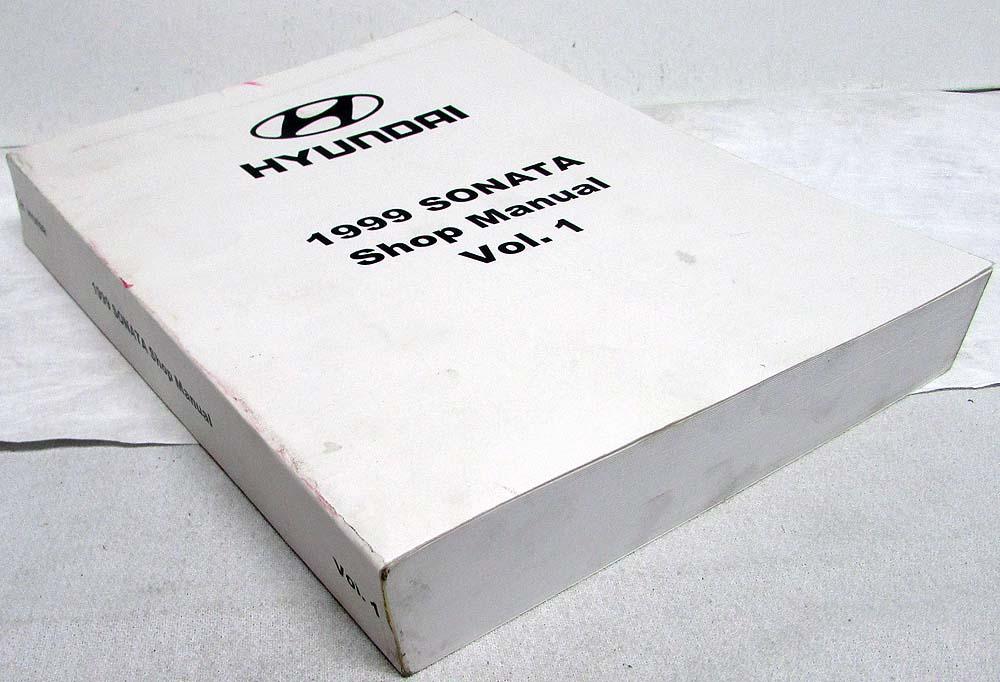 HYUNDAI
1999 SONATA
Shop Manual
Vol. 1
1999 SONATA Shop Manual
Vol. 1